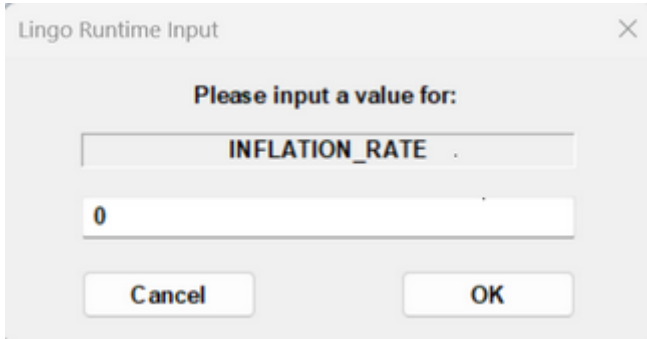 Lingo Runtime Input
Please input a value for:
INFLATION_RATE
0
Cancel OK